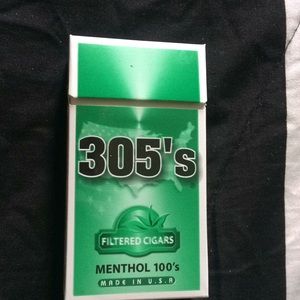 305's
FILTERED CIGARS
MENTHOL 100's
MADE IN U.S.A